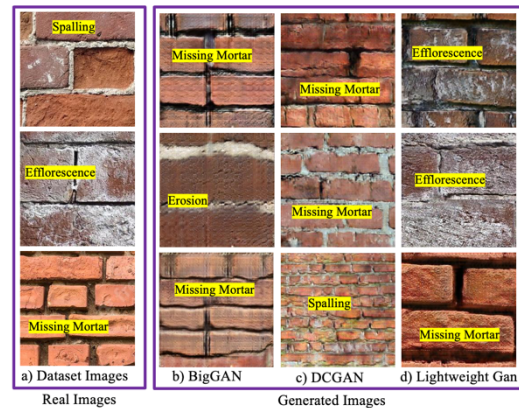 Spalling
Missing Mortar
Missing Mortar
Efflorescence
Efflorescence
Erosion
Missing Mortar
Efflorescence
Missing Mortar
Missing Mortar
Spalling
Missing Mortar
a) Dataset Images
b) BigGAN
c) DCGAN
d) Lightweight Gan
Real Images
Generated Images